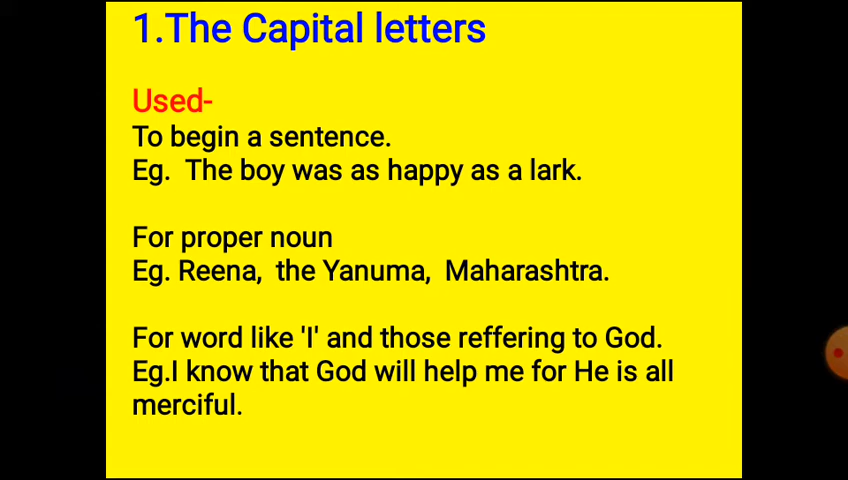 1.The Capital letters
Used-
To begin a sentence.
Eg. The boy was as happy as a lark.
For proper noun
Eg. Reena, the Yanuma, Maharashtra.
For word like 'I' and those reffering to God.
Eg.I know that God will help me for He is all
merciful.